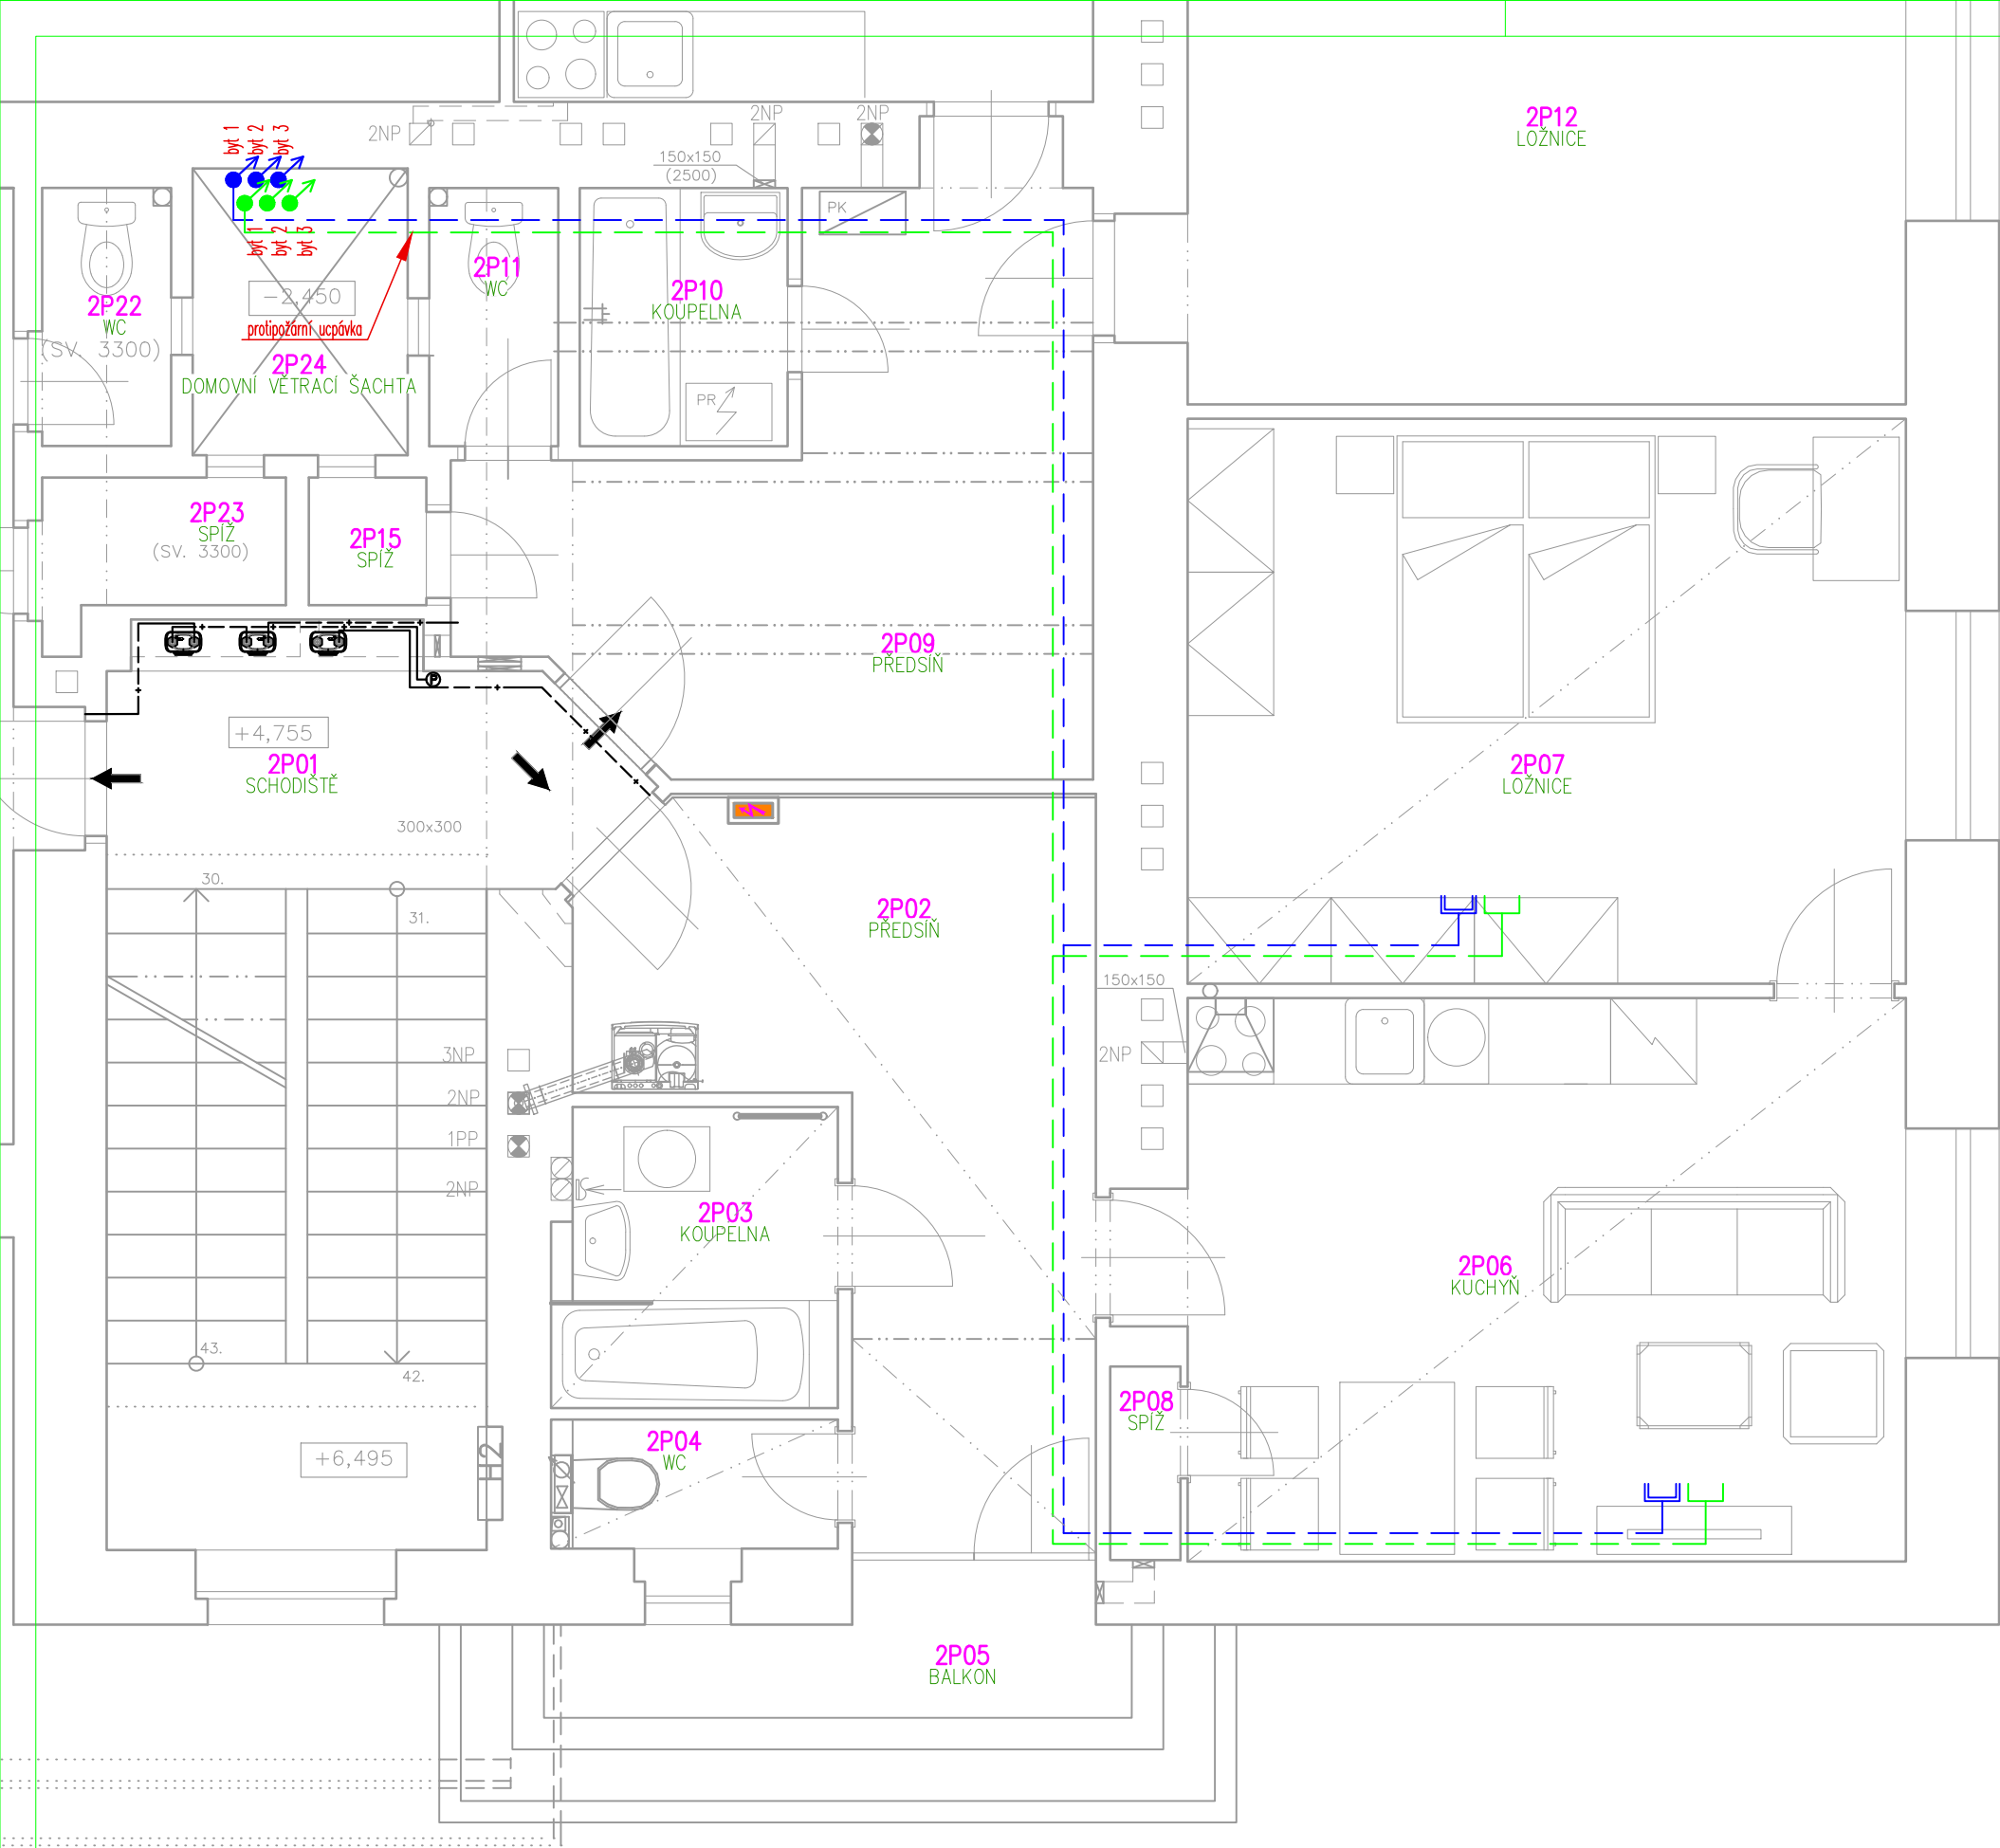 2NP
2NP
2NP
byt 1
byt 2
byt 3
150x150
(2500)
2P12
LOŽNICE
PK
byt 1
byt 2
byt 3
2P11
WC
2P10
KOUPELNA
-2,450
2P22
WC
(SV. 3300)
protipožární ucpávka
2P24
DOMOVNÍ VĚTRACÍ ŠACHTA
PR
2P23
SPÍŽ
(SV. 3300)
2P15
SPÍŽ
2P09
PŘEDSÍŇ
P
+4,755
2P01
SCHODIŠTĚ
2P07
LOŽNICE
300x300
30.
31.
2P02
PŘEDSÍŇ
150x150
3NP
2NP
2NP
1PP
2NP
2P03
KOUPELNA
2P06
KUCHYŇ
43.
42.
2P08
SPÍŽ
+6,495
H2
2P04
WC
2P05
BALKON